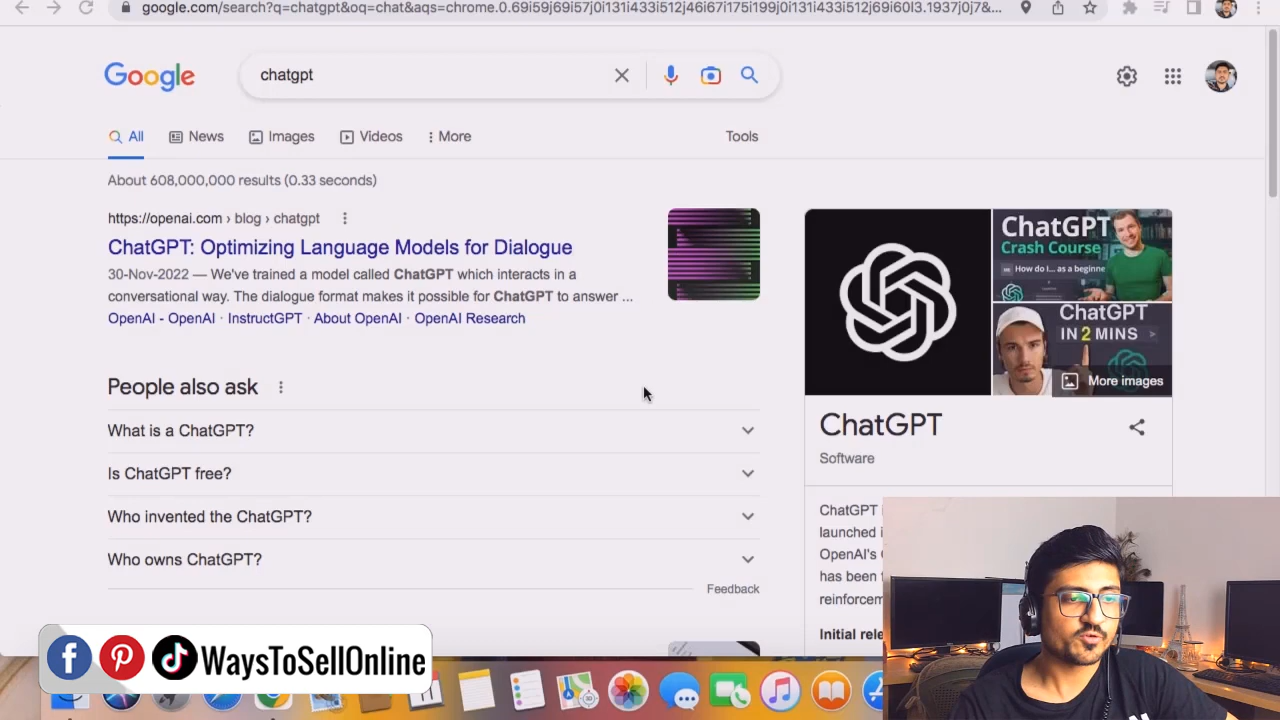 google.com/search?q=chatgpt&oq=chat&aqs=chrome.0.69i59j69i57j0i131i433i512j46i67i175i199j0i131i433i512j69i60l3.1937j0j7&...
Google
chatgpt
All
News
Images
Videos
More
Tools
About 608,000,000 results (0.33 seconds)
https://openai.com › blog › chatgpt
ChatGPT: Optimizing Language Models for Dialogue
30-Nov-2022 — We've trained a model called ChatGPT which interacts in a
conversational way. The dialogue format makes it possible for ChatGPT to answer ...
OpenAI - OpenAI · InstructGPT · About OpenAI · OpenAI Research
People also ask
What is a ChatGPT?
Is ChatGPT free?
Who invented the ChatGPT?
Who owns ChatGPT?
Feedback
ChatGPT
Crash Course
How do I... as a beginne
ChatGPT
IN 2 MINS
More images
ChatGPT
Software
ChatGPT
launched i
OpenAI's
has been
reinforcem
Initial rele
WaysToSellOnline